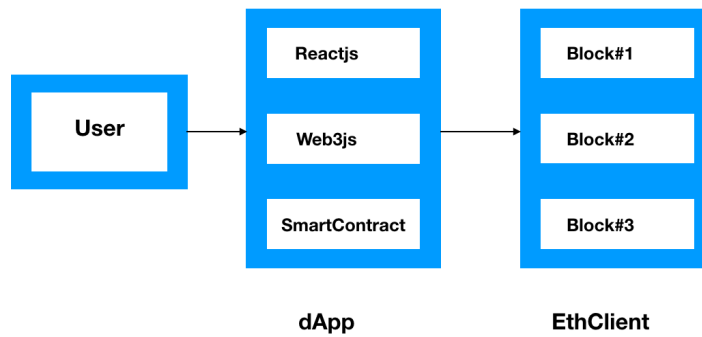 User
Reactjs
Web3js
SmartContract
dApp
Block#1
Block#2
Block#3
EthClient